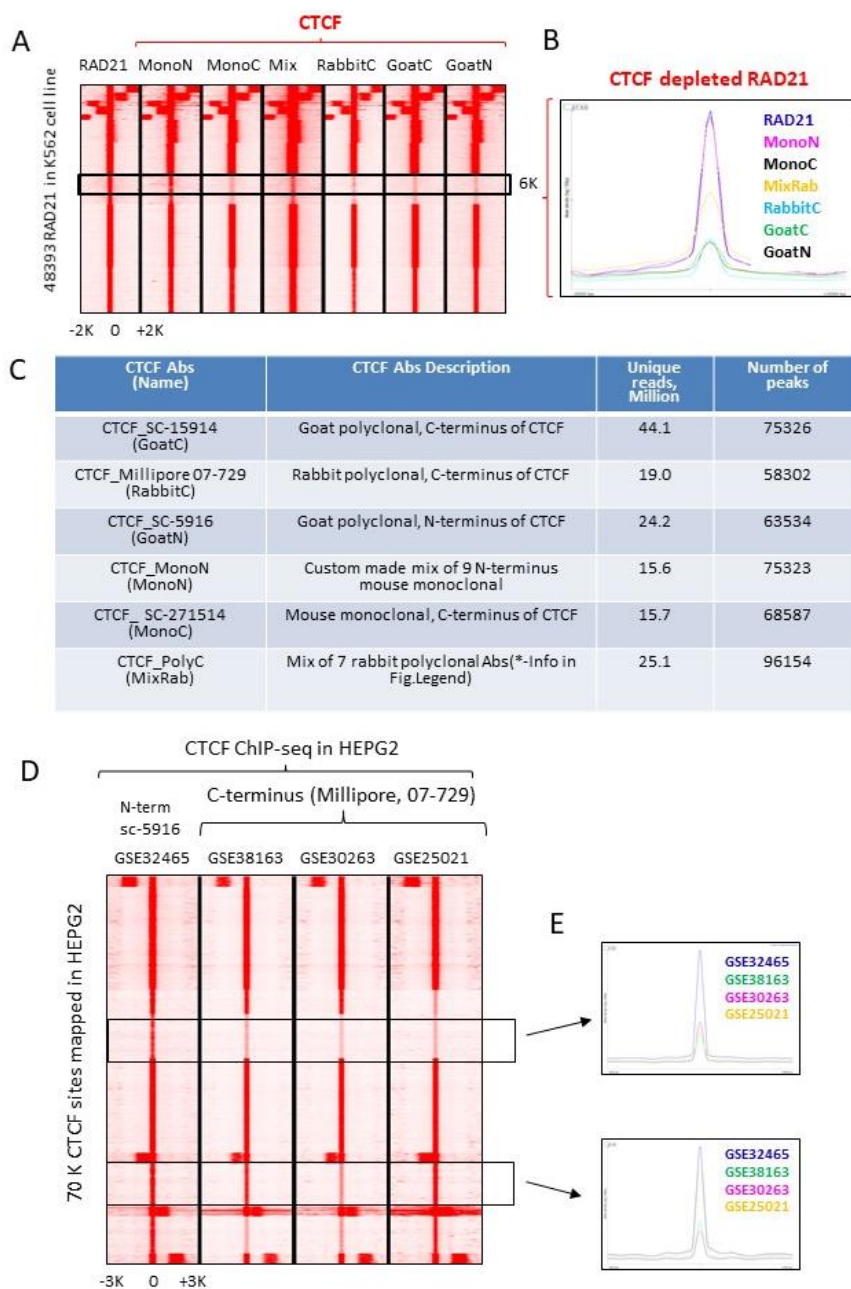 A
CTCF
RAD21 MonoN MonoC Mix RabbitC GoatC GoatN
48393 RAD21 in K562 cell line
-2K 0 +2K
6K
B
CTCF depleted RAD21
RAD21
MonoN
MonoC
MixRab
RabbitC
GoatC
GoatN
C
CTCF Abs
(Name)
CTCF Abs Description
Unique
reads,
Million
Number of
peaks
CTCF_SC-15914
(GoatC)
Goat polyclonal, C-terminus of CTCF
44.1
75326
CTCF_Millipore 07-729
(RabbitC)
Rabbit polyclonal, C-terminus of CTCF
19.0
58302
CTCF_SC-5916
(GoatN)
Goat polyclonal, N-terminus of CTCF
24.2
63534
CTCF_MonoN
(MonoN)
Custom made mix of 9 N-terminus
mouse monoclonal
15.6
75323
CTCF_ SC-271514
(MonoC)
Mouse monoclonal, C-terminus of CTCF
15.7
68587
CTCF_PolyC
(MixRab)
Mix of 7 rabbit polyclonal Abs(*-Info in
Fig.Legend)
25.1
96154
D
CTCF ChIP-seq in HEPG2
N-term
sc-5916
C-terminus (Millipore, 07-729)
GSE32465 GSE38163 GSE30263 GSE25021
70 K CTCF sites mapped in HEPG2
-3K 0 +3K
E
GSE32465
GSE38163
GSE30263
GSE25021
GSE32465
GSE38163
GSE30263
GSE25021